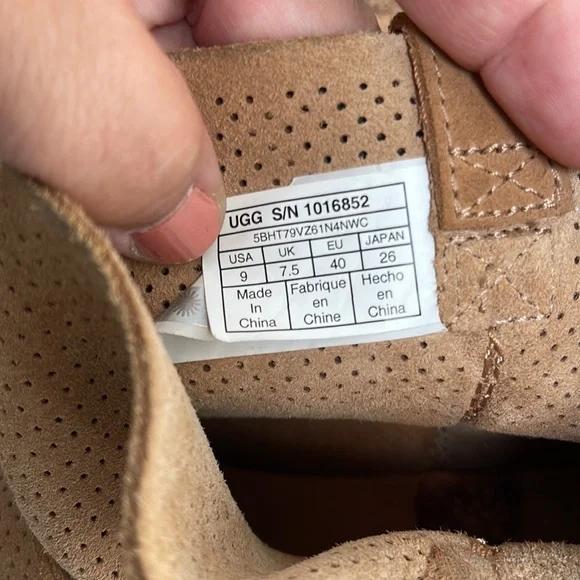 UGG S/N 1016852
5BHT79VZ61N4NWC
USA UK EU JAPAN
9 7.5 40 26
Made Fabrique Hecho
In en en
China Chine China